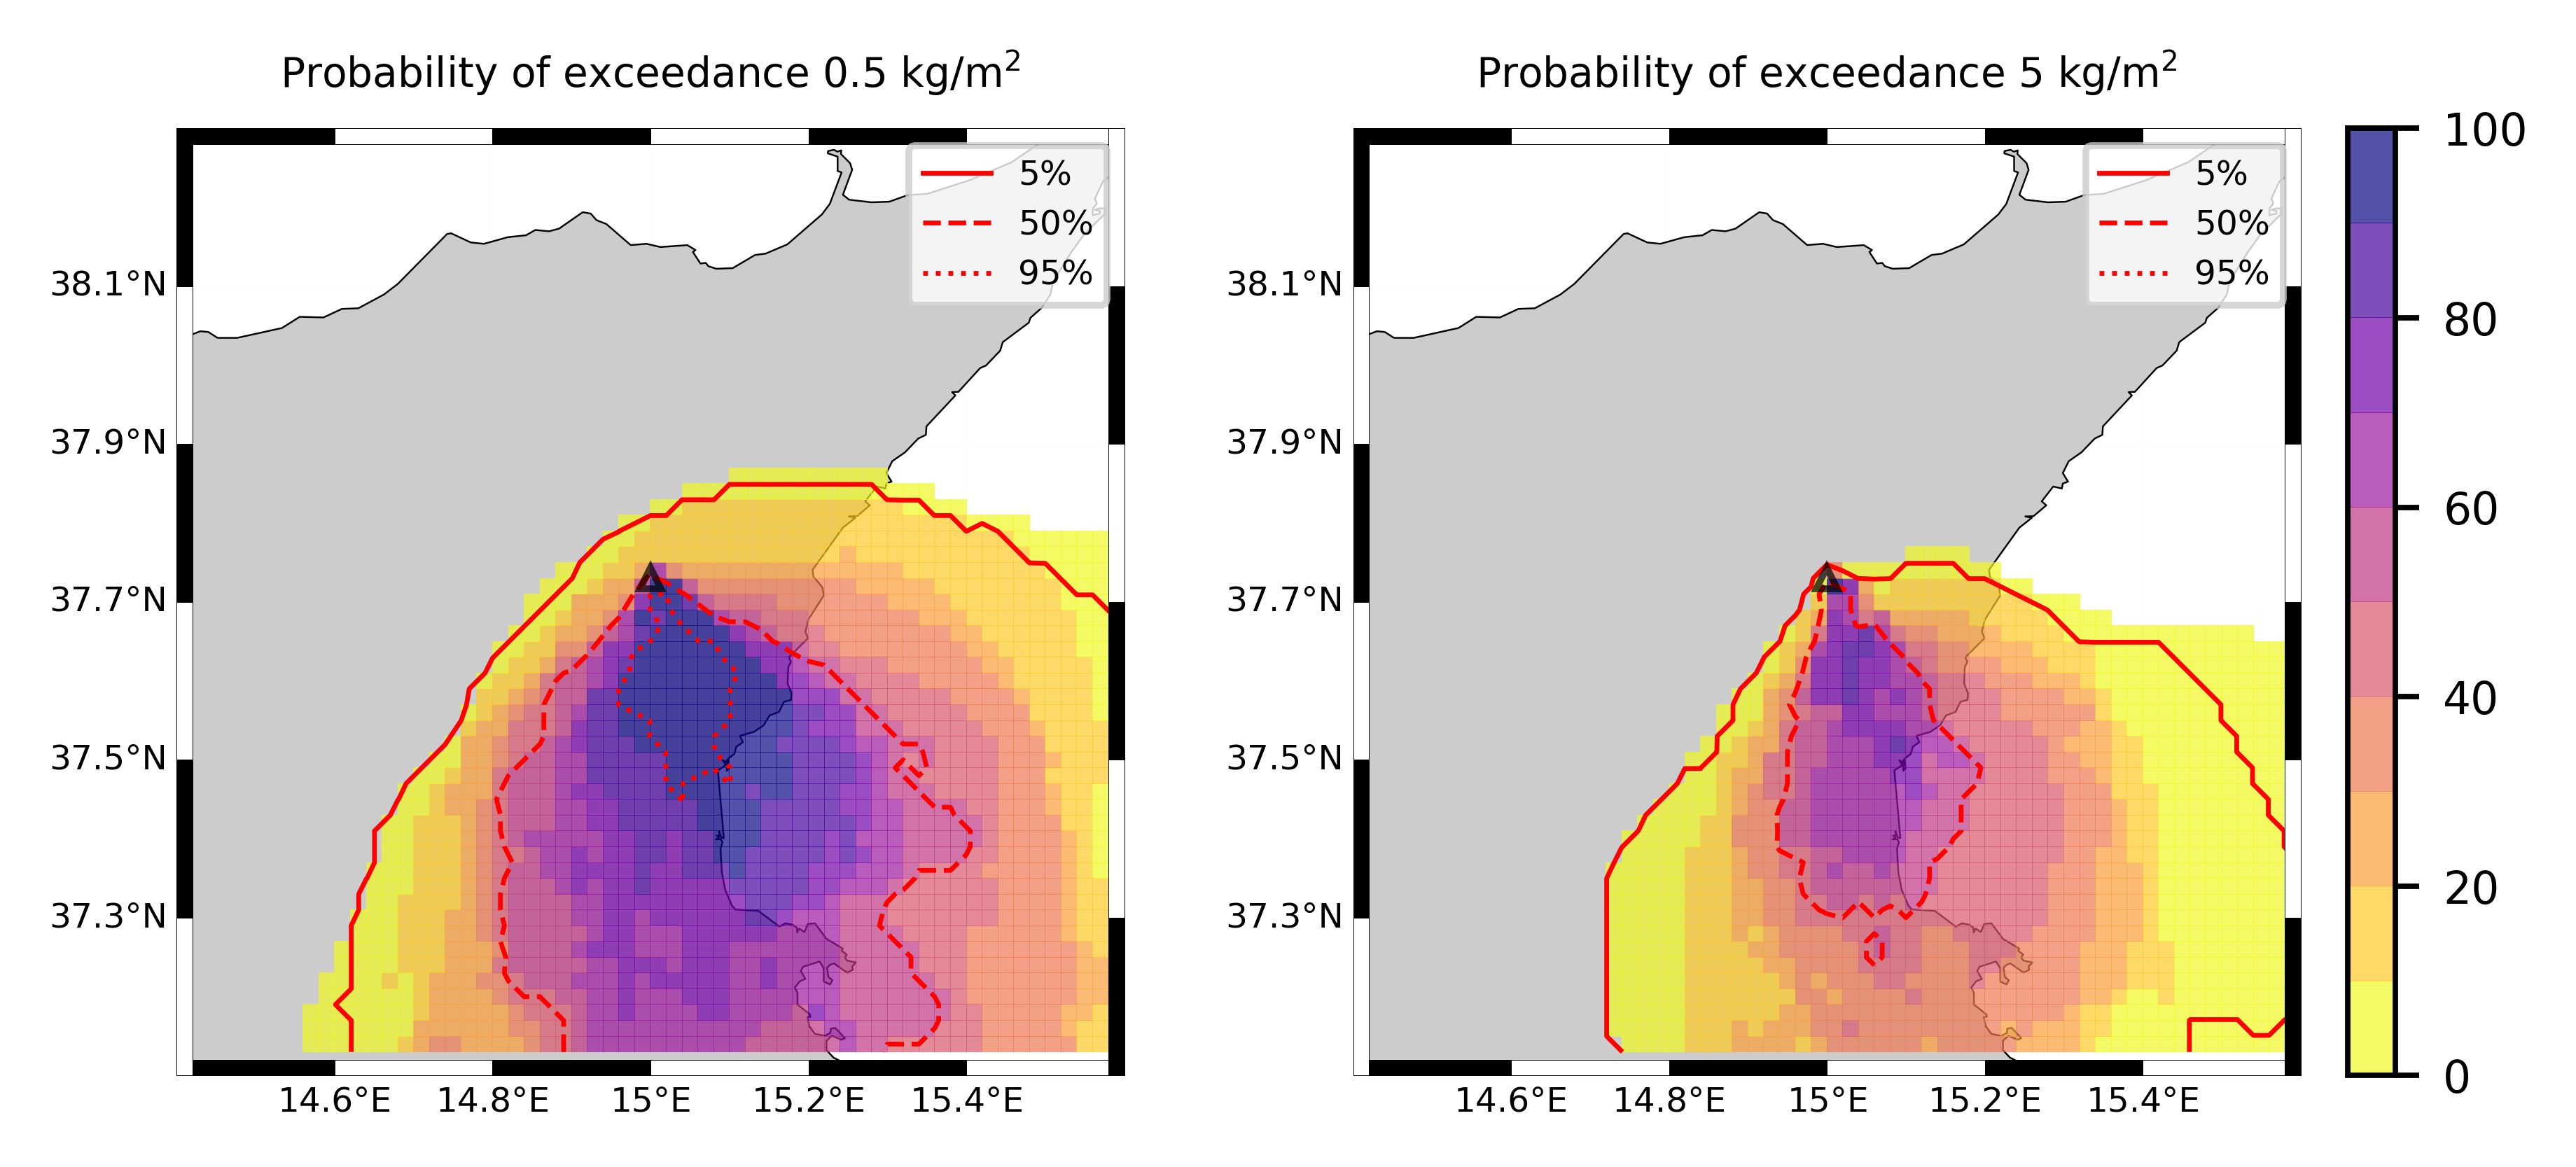 Probability of exceedance 0.5 kg/m²
5%
50%
95%
38.1°N
37.9°N
37.7°N
37.5°N
37.3°N
14.6°E
14.8°E
15°E
15.2°E
15.4°E
Probability of exceedance 5 kg/m²
5%
50%
95%
38.1°N
37.9°N
37.7°N
37.5°N
37.3°N
14.6°E
14.8°E
15°E
15.2°E
15.4°E
100
80
60
40
20
0